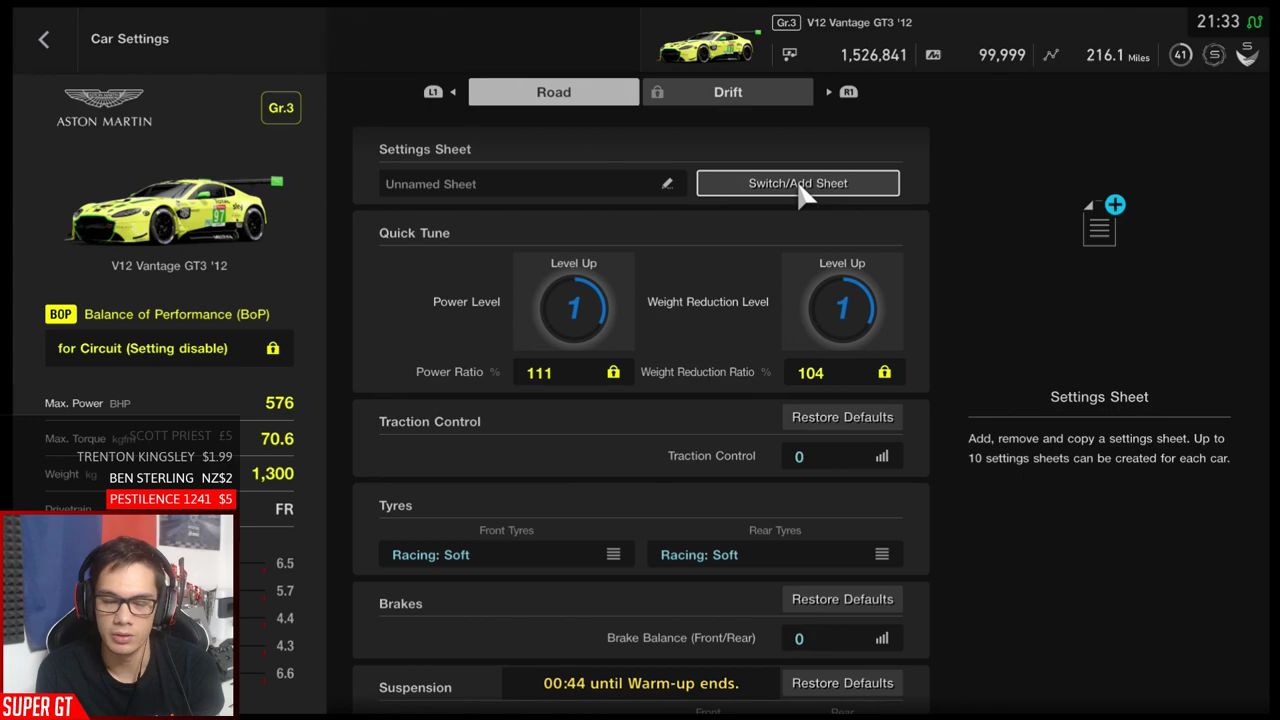 Car Settings
Gr.3 V12 Vantage GT3 '12
21:33
1,526,841 99,999 216.1 Miles 41 S S
ASTON MARTIN
Gr.3
97
V12 Vantage GT3 '12
BOP Balance of Performance (BoP)
for Circuit (Setting disable)
Max. Power BHP 576
Max. Torque kgfm 70.6
Weight kg 1,300
Drivetrain FR
6.5
5.7
4.4
4.3
6.6
SCOTT PRIEST £5
TRENTON KINGSLEY $1.99
BEN STERLING NZ$2
PESTILENCE 1241 $5
SUPER GT
L1 Road Drift R1
Settings Sheet
Unnamed Sheet Switch/Add Sheet
Quick Tune
Level Up Level Up
Power Level 1 Weight Reduction Level 1
Power Ratio % 111 Weight Reduction Ratio % 104
Traction Control Restore Defaults
Traction Control 0
Tyres
Front Tyres Rear Tyres
Racing: Soft Racing: Soft
Brakes Restore Defaults
Brake Balance (Front/Rear) 0
Suspension 00:44 until Warm-up ends. Restore Defaults
Front Rear
Settings Sheet
Add, remove and copy a settings sheet. Up to
10 settings sheets can be created for each car.